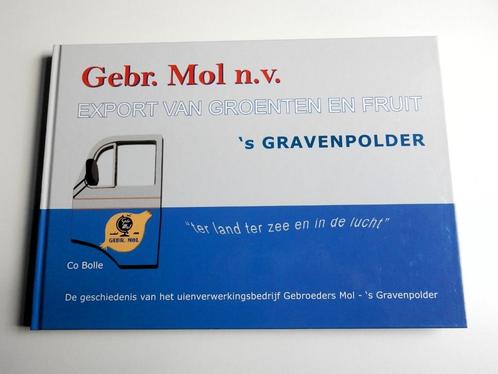 Gebr. Mol n.v.
EXPORT VAN GROENTEN EN FRUIT
's GRAVENPOLDER
GEBR. MOL
"ter land ter zee en in de lucht"
Co Bolle
De geschiedenis van het uienverwerkingsbedrijf Gebroeders Mol - 's Gravenpolder